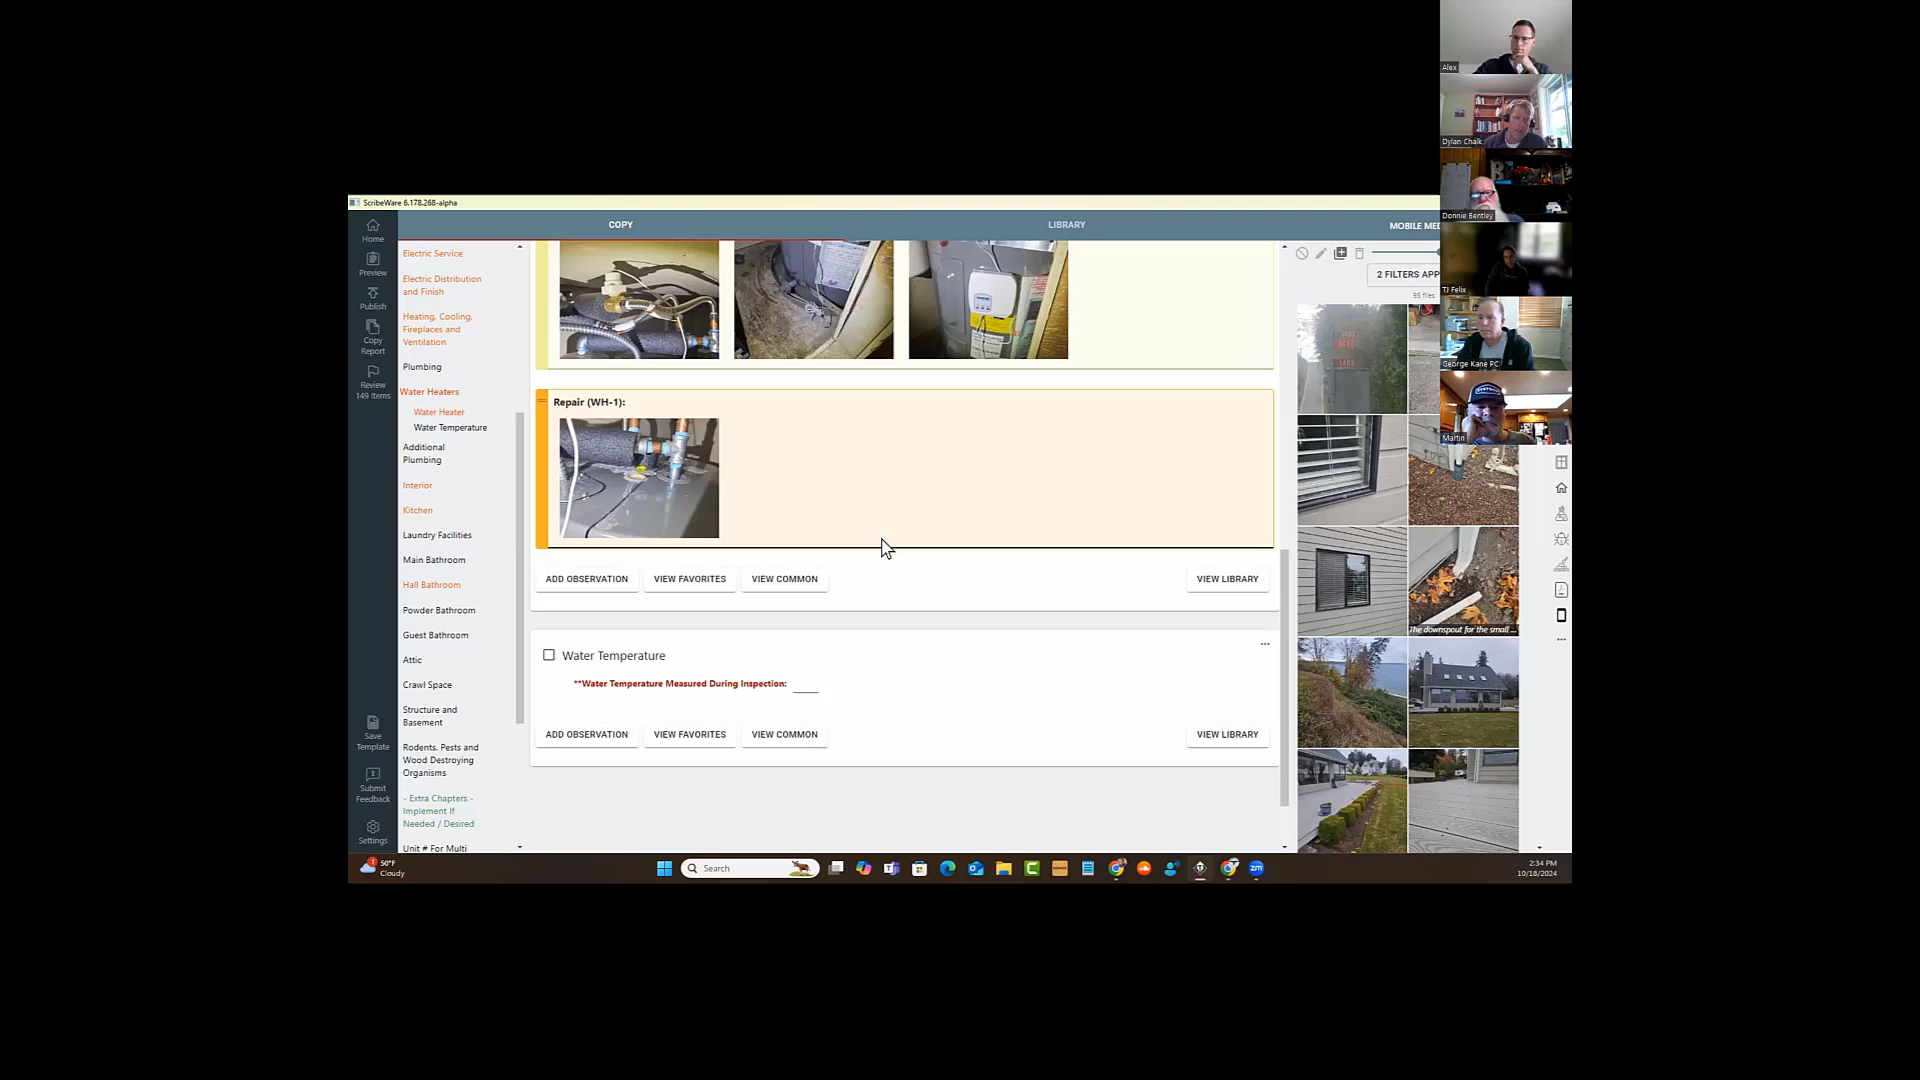 ScribeWare 6.178.268-alpha
Home
Preview
Publish
Copy
Report
Review
149 Items
Save
Template
Submit
Feedback
Settings
COPY
LIBRARY
MOBILE MED
Electric Service
Electric Distribution
and Finish
Heating, Cooling,
Fireplaces and
Ventilation
Plumbing
Water Heaters
Water Heater
Water Temperature
Additional
Plumbing
Interior
Kitchen
Laundry Facilities
Main Bathroom
Hall Bathroom
Powder Bathroom
Guest Bathroom
Attic
Crawl Space
Structure and
Basement
Rodents, Pests and
Wood Destroying
Organisms
- Extra Chapters -
Implement If
Needed / Desired
Unit # For Multi
Repair (WH-1):
ADD OBSERVATION
VIEW FAVORITES
VIEW COMMON
VIEW LIBRARY
Water Temperature
**Water Temperature Measured During Inspection:
ADD OBSERVATION
VIEW FAVORITES
VIEW COMMON
VIEW LIBRARY
2 FILTERS APP
95 files
The downspout for the small ...
Alex
Dylan Chalk
Donnie Bentley
TJ Felix
George Kane PC
Martin
1
50°F
Cloudy
Search
zm
2:34 PM
10/18/2024